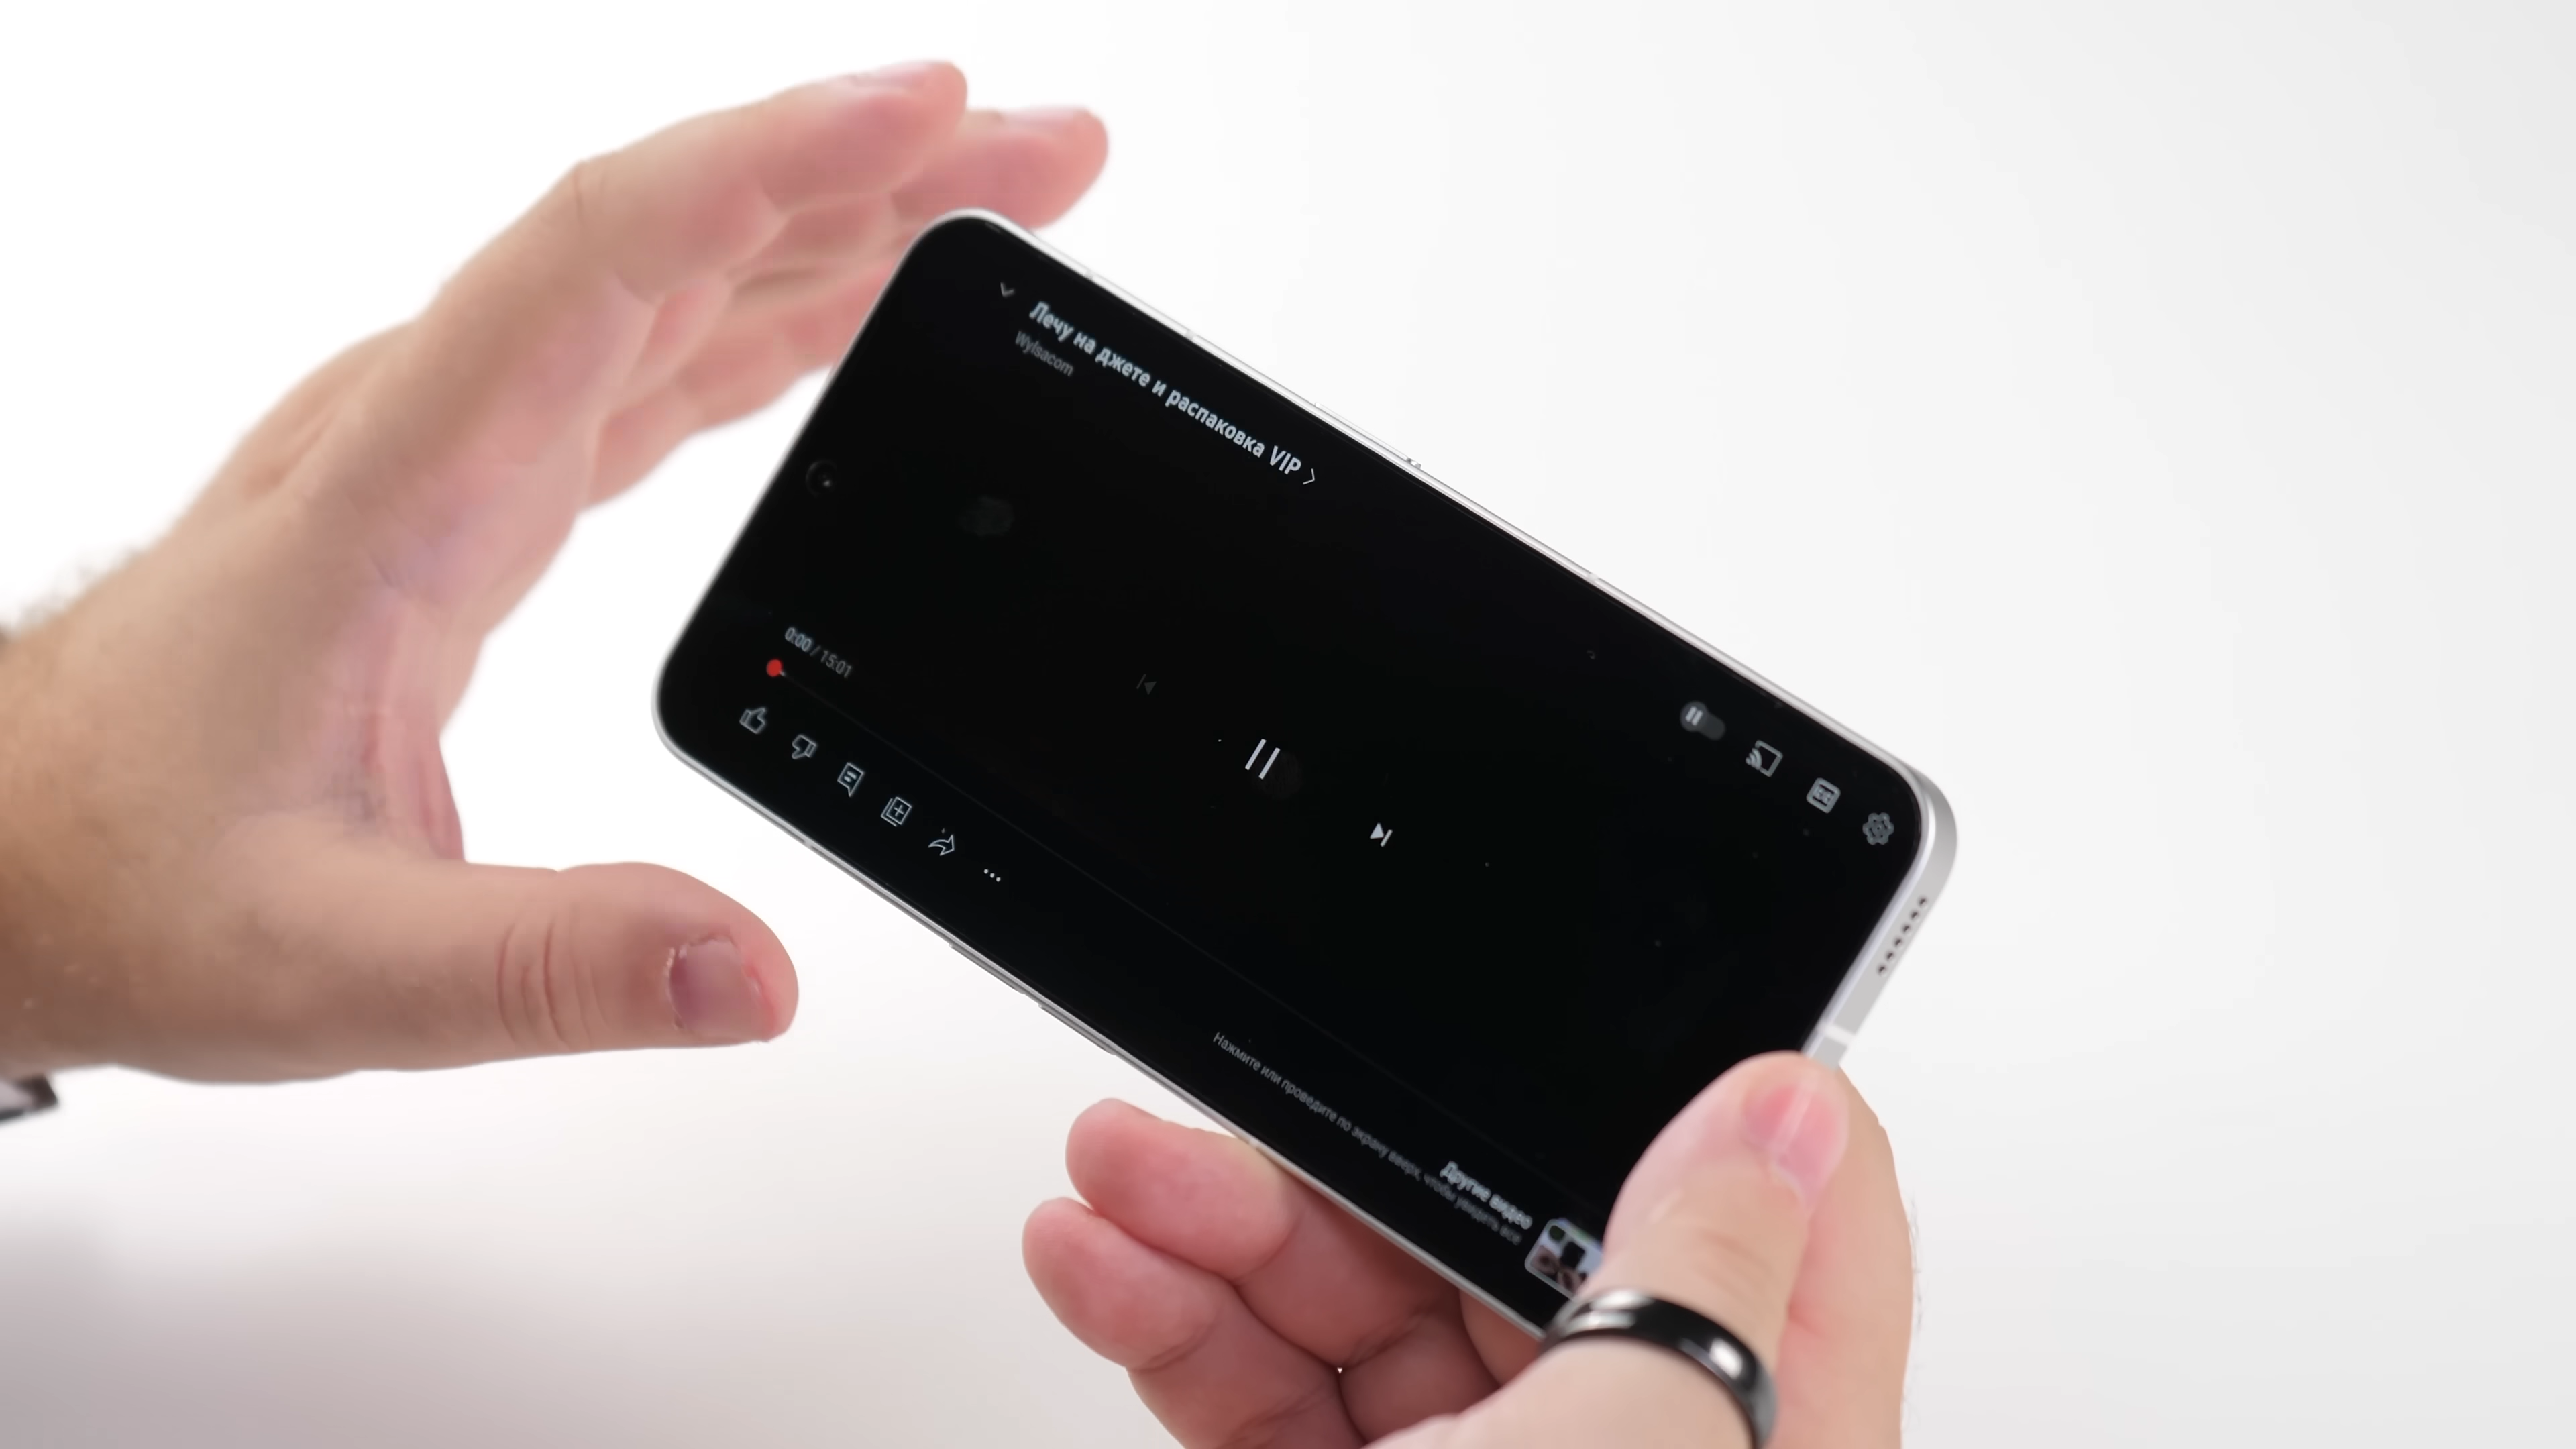 Лечу на джете и распаковка VIP
Wylsacom
0:00 / 15:01
Другие видео
Нажмите или проведите по экрану вверх, чтобы увидеть все